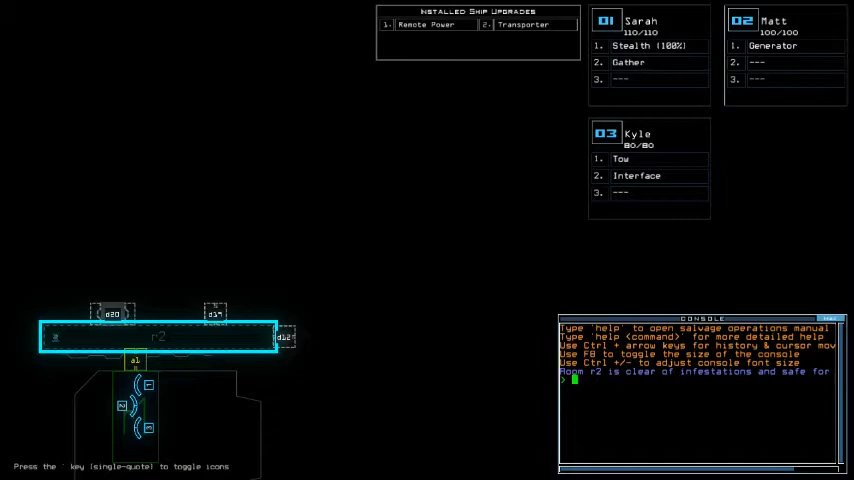 Installed Ship Upgrades
1. Remote Power 2. Transporter
01 Sarah
110/110
1. Stealth (100%)
2. Gather
3. ---
02 Matt
100/100
1. Generator
2. ---
3. ---
03 Kyle
80/80
1. Tow
2. Interface
3. ---
d20
d19
r2
d12
a1
1
2
3
Press the ` key (single-quote) to toggle icons
Console
Type 'help' to open salvage operations manual
Type 'help <command>' for more detailed help
Use Ctrl + arrow keys for history & cursor mov
Use F8 to toggle the size of the console
Use Ctrl +/- to adjust console font size
Room r2 is clear of infestations and safe for
>